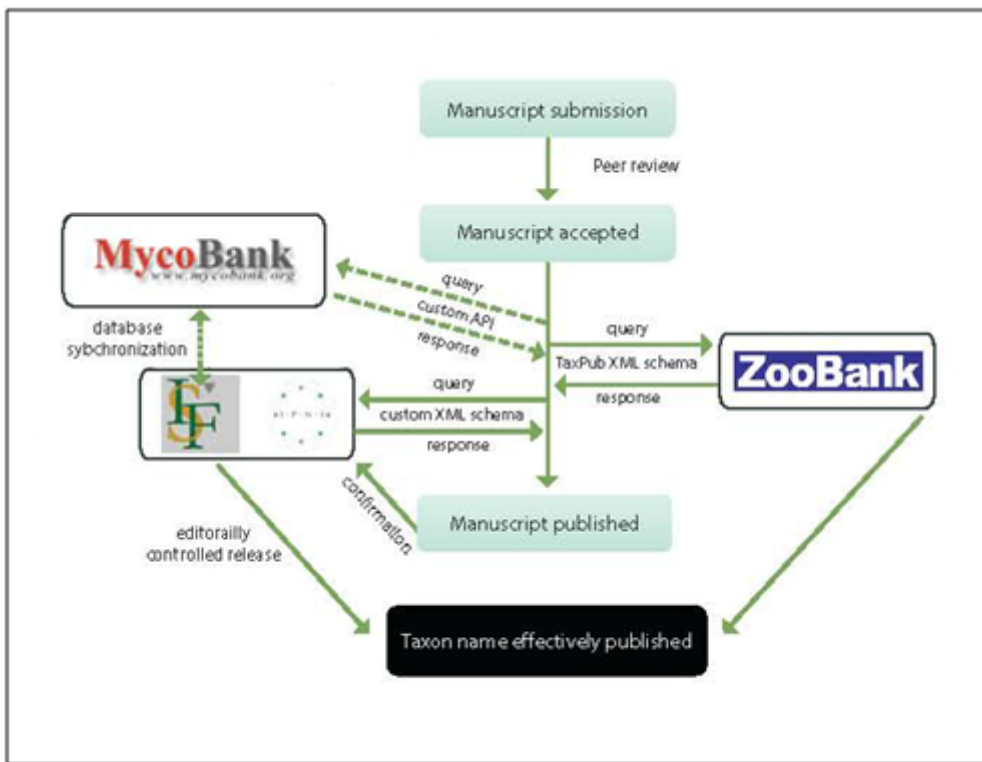 Manuscript submission
Peer review
Manuscript accepted
MycoBank
www.mycobank.org
query
custom API
response
database
sybchronization
query
TaxPub XML schema
response
ZooBank
query
custom XML schema
response
IF
S
confirmation
Manuscript published
editorailly
controlled release
Taxon name effectively published